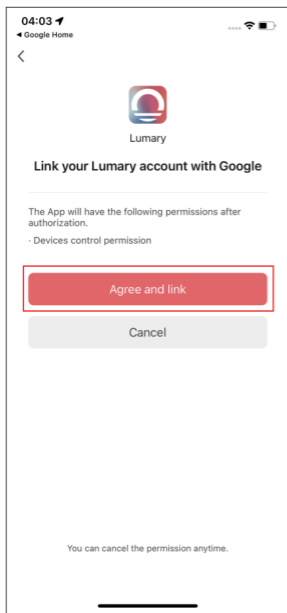 04:03
◀ Google Home
Lumary
Link your Lumary account with Google
The App will have the following permissions after
authorization.
· Devices control permission
Agree and link
Cancel
You can cancel the permission anytime.